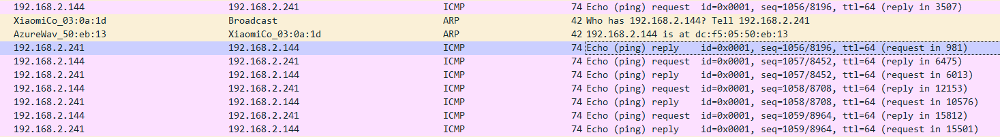 192.168.2.144 192.168.2.241 ICMP 74 Echo (ping) request id=0x0001, seq=1056/8196, ttl=64 (reply in 3507)
XiaomiCo_03:0a:1d Broadcast ARP 42 Who has 192.168.2.144? Tell 192.168.2.241
AzureWav_50:eb:13 XiaomiCo_03:0a:1d ARP 42 192.168.2.144 is at dc:f5:05:50:eb:13
192.168.2.241 192.168.2.144 ICMP 74 Echo (ping) reply id=0x0001, seq=1056/8196, ttl=64 (request in 981)
192.168.2.144 192.168.2.241 ICMP 74 Echo (ping) request id=0x0001, seq=1057/8452, ttl=64 (reply in 6475)
192.168.2.241 192.168.2.144 ICMP 74 Echo (ping) reply id=0x0001, seq=1057/8452, ttl=64 (request in 6013)
192.168.2.144 192.168.2.241 ICMP 74 Echo (ping) request id=0x0001, seq=1058/8708, ttl=64 (reply in 12153)
192.168.2.241 192.168.2.144 ICMP 74 Echo (ping) reply id=0x0001, seq=1058/8708, ttl=64 (request in 10576)
192.168.2.144 192.168.2.241 ICMP 74 Echo (ping) request id=0x0001, seq=1059/8964, ttl=64 (reply in 15812)
192.168.2.241 192.168.2.144 ICMP 74 Echo (ping) reply id=0x0001, seq=1059/8964, ttl=64 (request in 15501)